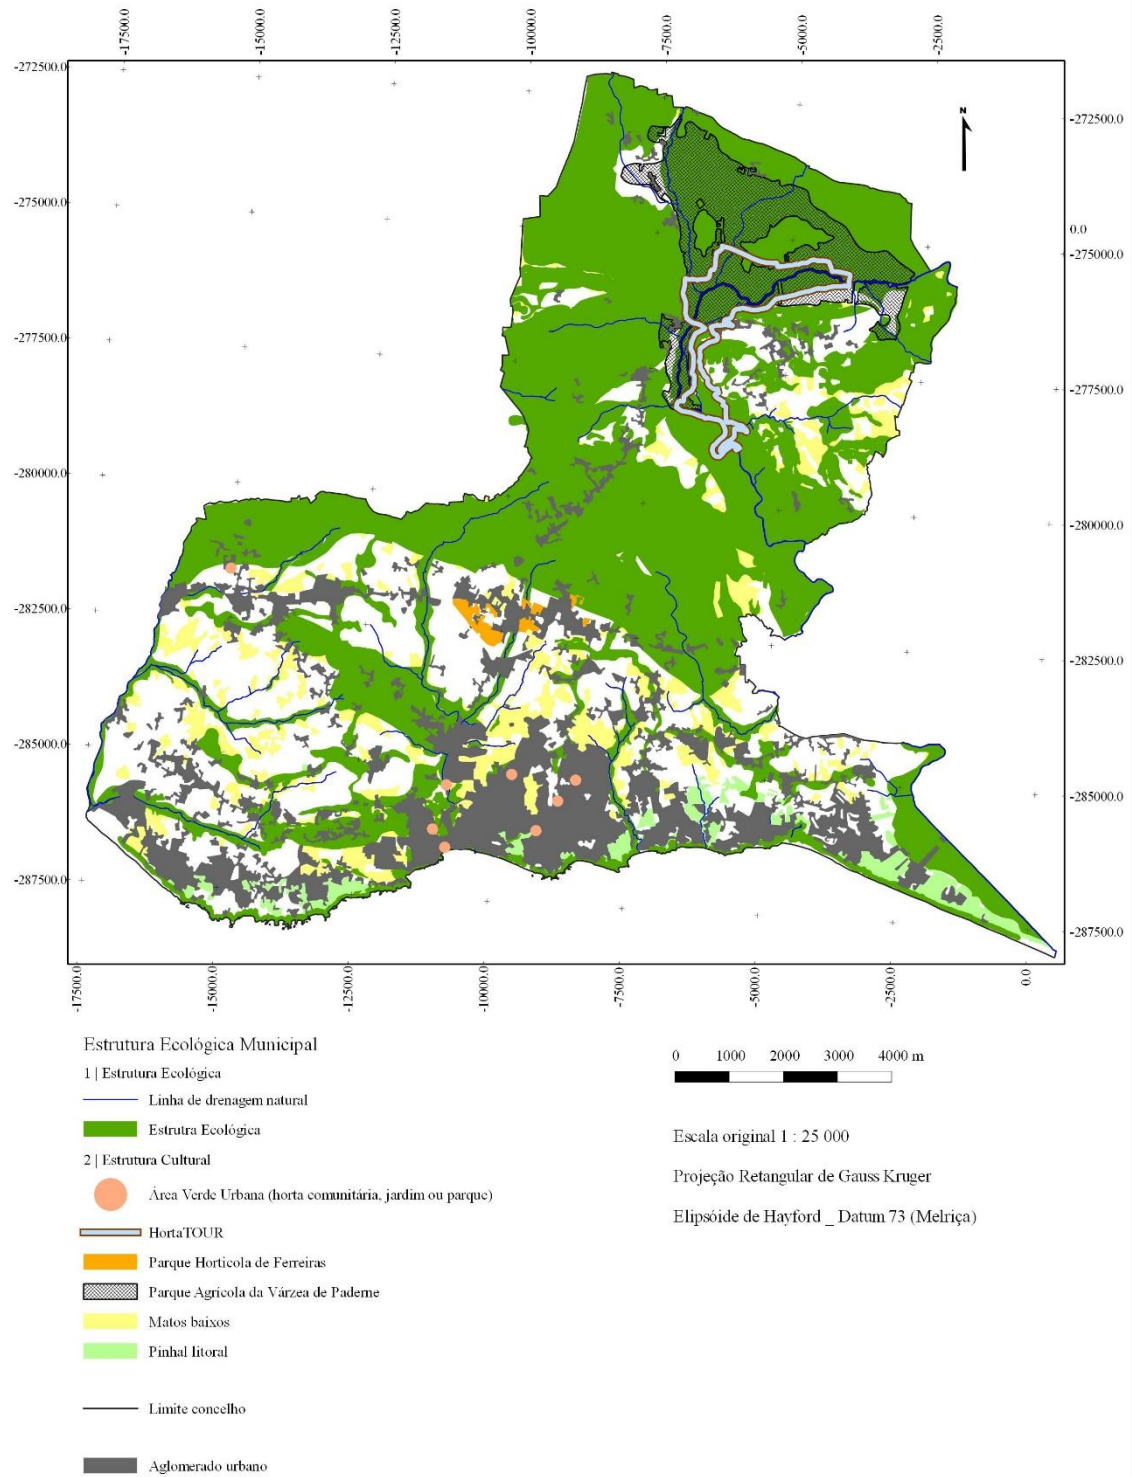 -17500.0
-15000.0
-12500.0
-10000.0
-7500.0
-5000.0
-2500.0
-272500.0
N
-272500.0
-275000.0
0.0
-275000.0
-277500.0
-277500.0
-280000.0
-280000.0
-282500.0
-282500.0
-285000.0
-285000.0
-287500.0
-287500.0
-17500.0
-15000.0
-12500.0
-10000.0
-7500.0
-5000.0
-2500.0
0.0
Estrutura Ecológica Municipal
1 | Estrutura Ecológica
Linha de drenagem natural
Estrutra Ecológica
2 | Estrutura Cultural
Área Verde Urbana (horta comunitária, jardim ou parque)
HortaTOUR
Parque Hortícola de Ferreiras
Parque Agrícola da Várzea de Paderne
Matos baixos
Pinhal litoral
Limite concelho
Aglomerado urbano
0 1000 2000 3000 4000 m
Escala original 1 : 25 000
Projeção Retangular de Gauss Kruger
Elipsóide de Hayford _ Datum 73 (Melriça)